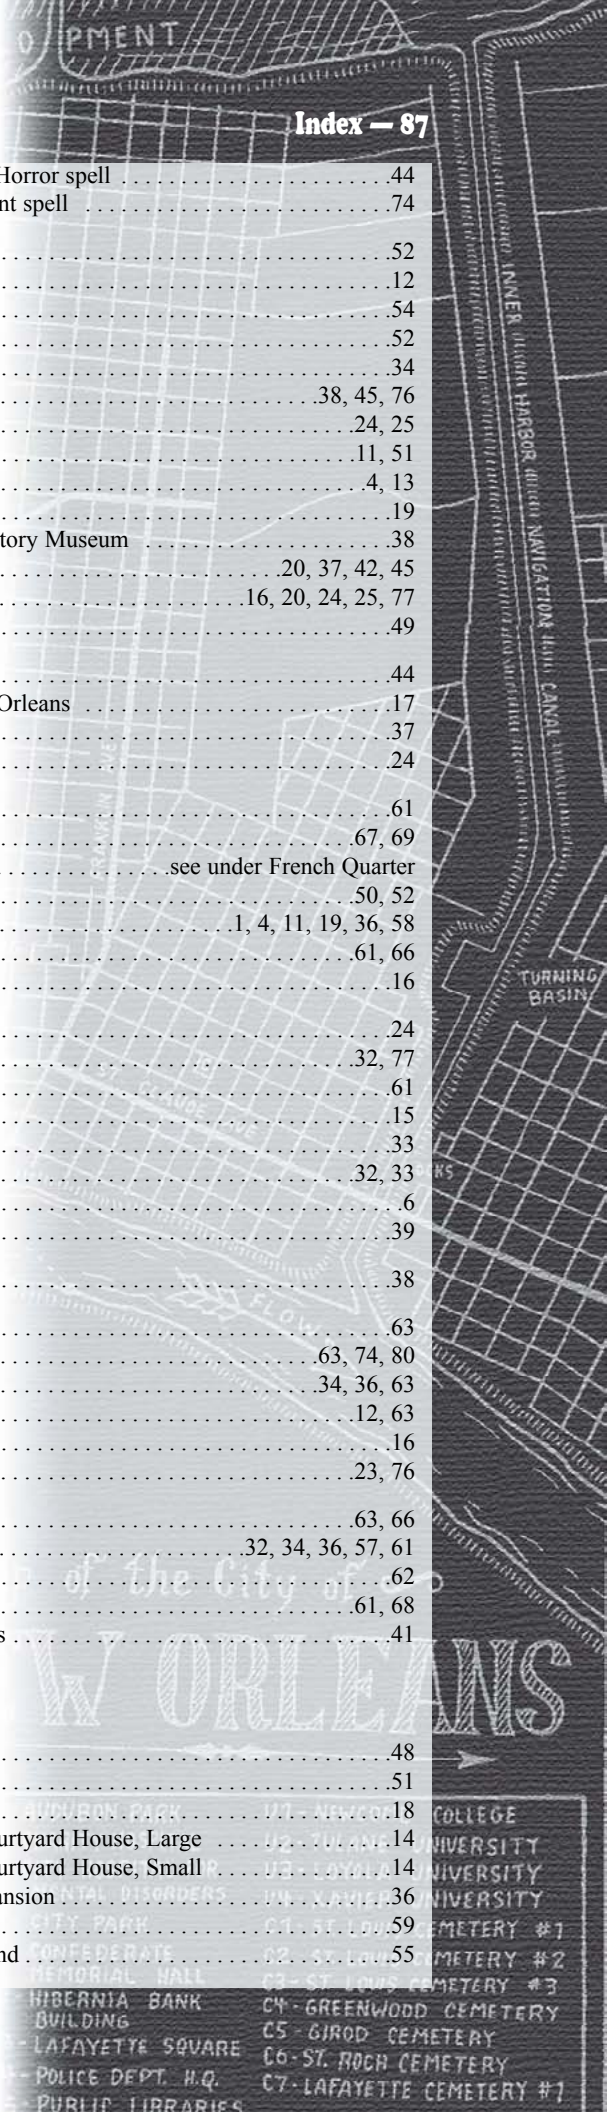 PMENT
Index — 87
Horror spell 44
nt spell 74
52
12
54
52
34
38, 45, 76
24, 25
11, 51
4, 13
19
tory Museum 38
20, 37, 42, 45
16, 20, 24, 25, 77
49
44
Orleans 17
37
24
61
67, 69
see under French Quarter
50, 52
1, 4, 11, 19, 36, 58
61, 66
16
24
32, 77
61
15
33
32, 33
6
39
38
63
63, 74, 80
34, 36, 63
12, 63
16
23, 76
63, 66
32, 34, 36, 57, 61
62
61, 68
s 41
48
51
18
urtyard House, Large 14
urtyard House, Small 14
ansion 36
59
nd 55
INNER HARBOR NAVIGATION CANAL
TURNING
BASIN
FLOW
of the City of
W ORLEANS
AUDUBON PARK
COLLEGE
UNIVERSITY
UNIVERSITY
UNIVERSITY
CITY PARK
C1 - ST. LOUIS CEMETERY #1
CONFEDERATE
MEMORIAL HALL
C2 - ST. LOUIS CEMETERY #2
C3 - ST. LOUIS CEMETERY #3
HIBERNIA BANK
BUILDING
C4 - GREENWOOD CEMETERY
C5 - GIROD CEMETERY
LAFAYETTE SQUARE
C6 - ST. ROCH CEMETERY
POLICE DEPT. H.Q.
C7 - LAFAYETTE CEMETERY #1
PUBLIC LIBRARIES